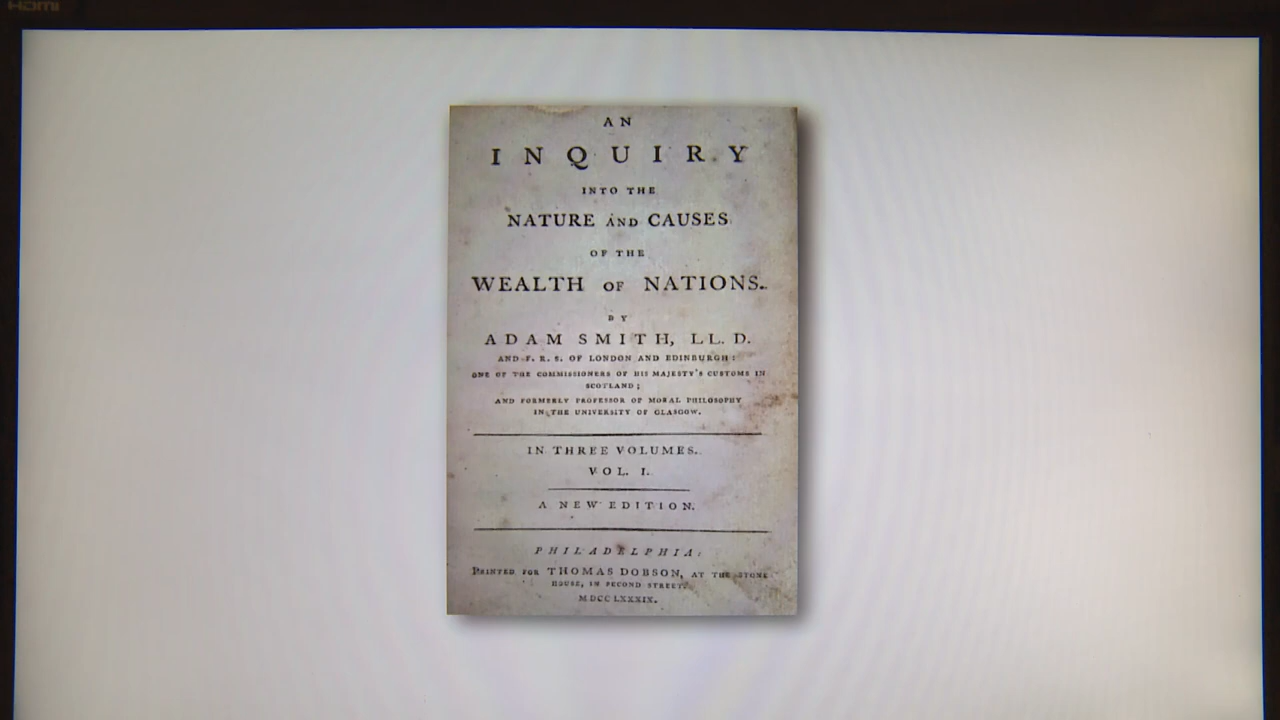 HDMI
AN
INQUIRY
INTO THE
NATURE AND CAUSES
OF THE
WEALTH OF NATIONS.
BY
ADAM SMITH, LL. D.
AND F. R. S. OF LONDON AND EDINBURGH:
ONE OF THE COMMISSIONERS OF HIS MAJESTY'S CUSTOMS IN
SCOTLAND;
AND FORMERLY PROFESSOR OF MORAL PHILOSOPHY
IN THE UNIVERSITY OF GLASGOW.
IN THREE VOLUMES.
VOL. I.
A NEW EDITION.
PHILADELPHIA:
PRINTED FOR THOMAS DOBSON, AT THE STONE
HOUSE, IN SECOND STREET.
MDCCLXXXIX.